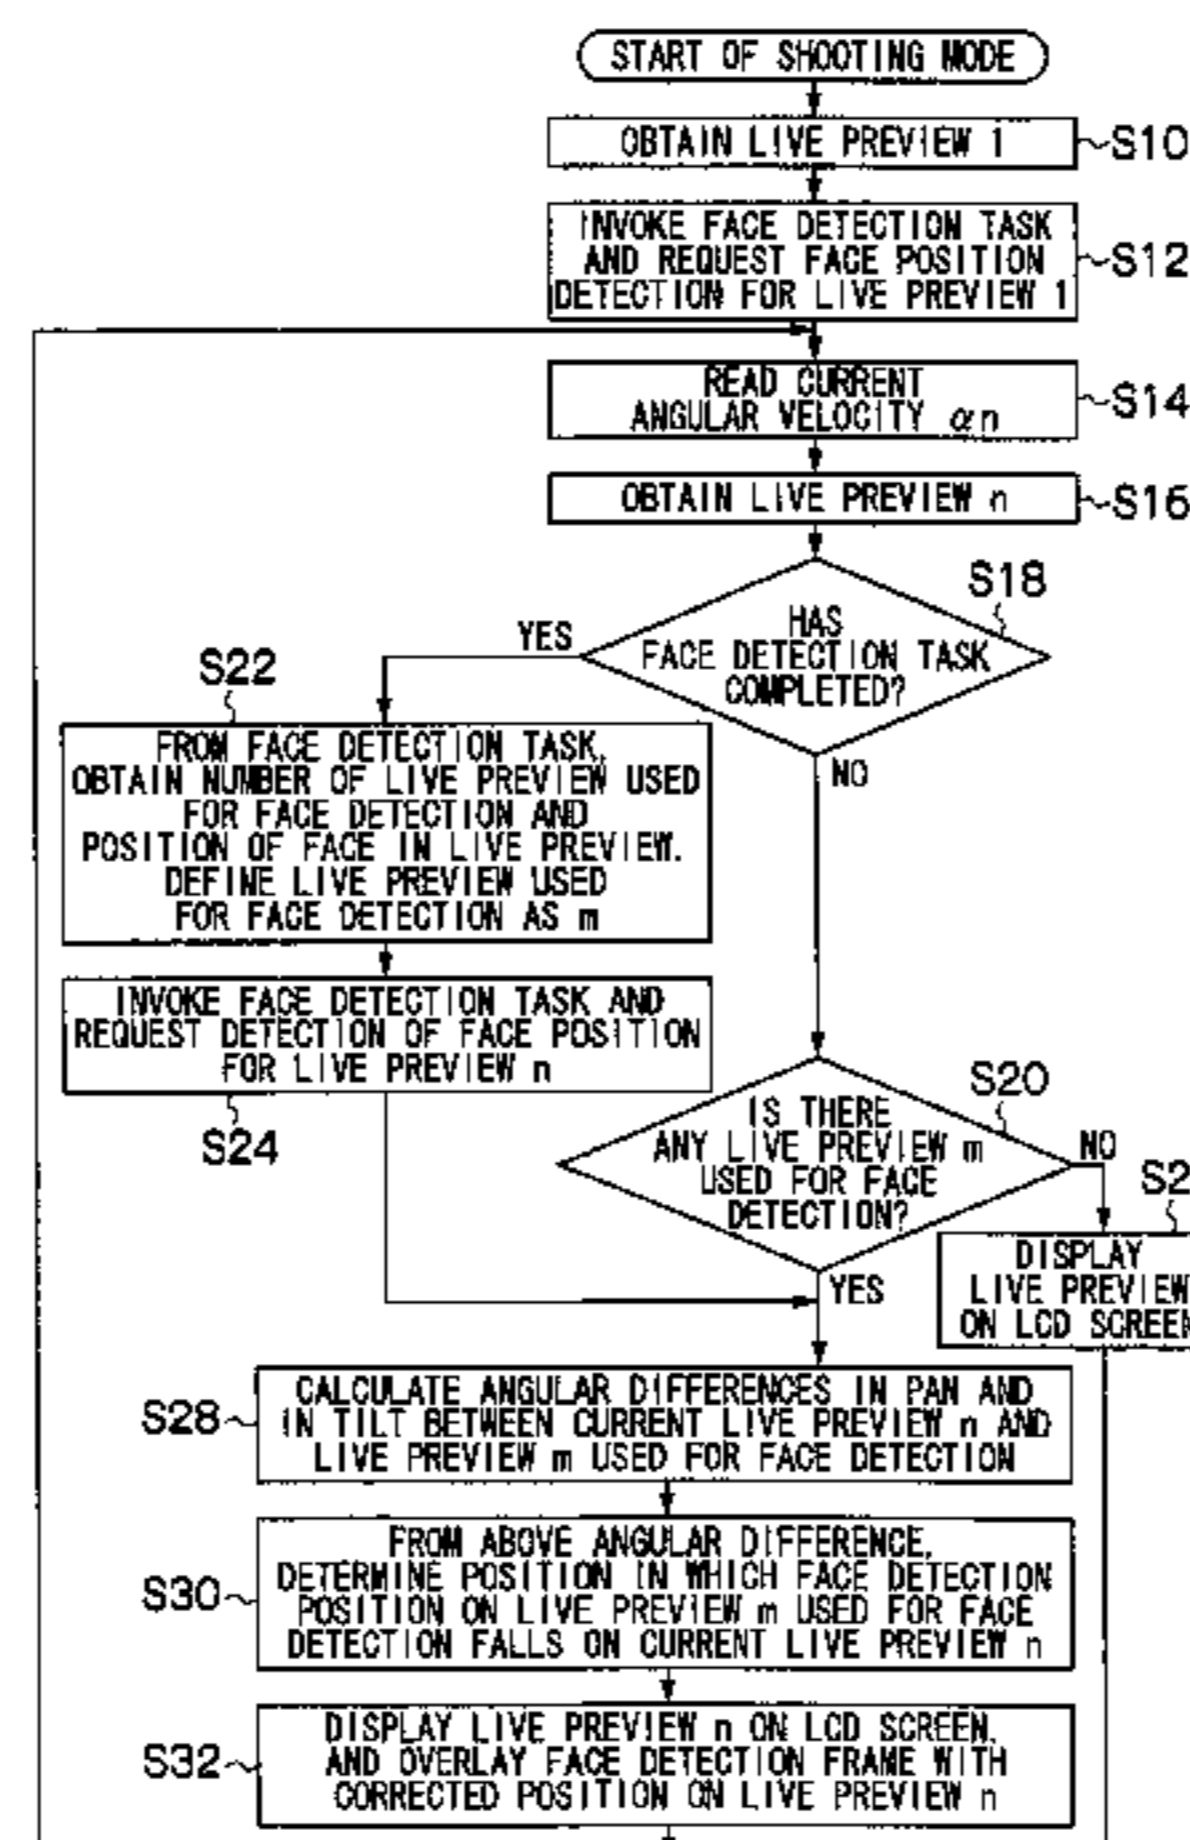 START OF SHOOTING MODE
OBTAIN LIVE PREVIEW 1
S10
INVOKE FACE DETECTION TASK
AND REQUEST FACE POSITION
DETECTION FOR LIVE PREVIEW 1
S12
READ CURRENT
ANGULAR VELOCITY αn
S14
OBTAIN LIVE PREVIEW n
S16
S18
HAS
FACE DETECTION TASK
COMPLETED?
YES
NO
S22
FROM FACE DETECTION TASK,
OBTAIN NUMBER OF LIVE PREVIEW USED
FOR FACE DETECTION AND
POSITION OF FACE IN LIVE PREVIEW.
DEFINE LIVE PREVIEW USED
FOR FACE DETECTION AS m
INVOKE FACE DETECTION TASK AND
REQUEST DETECTION OF FACE POSITION
FOR LIVE PREVIEW n
S24
S20
IS THERE
ANY LIVE PREVIEW m
USED FOR FACE
DETECTION?
NO
YES
S2
DISPLAY
LIVE PREVIEW
ON LCD SCREEN
S28
CALCULATE ANGULAR DIFFERENCES IN PAN AND
IN TILT BETWEEN CURRENT LIVE PREVIEW n AND
LIVE PREVIEW m USED FOR FACE DETECTION
S30
FROM ABOVE ANGULAR DIFFERENCE,
DETERMINE POSITION IN WHICH FACE DETECTION
POSITION ON LIVE PREVIEW m USED FOR FACE
DETECTION FALLS ON CURRENT LIVE PREVIEW n
S32
DISPLAY LIVE PREVIEW n ON LCD SCREEN,
AND OVERLAY FACE DETECTION FRAME WITH
CORRECTED POSITION ON LIVE PREVIEW n